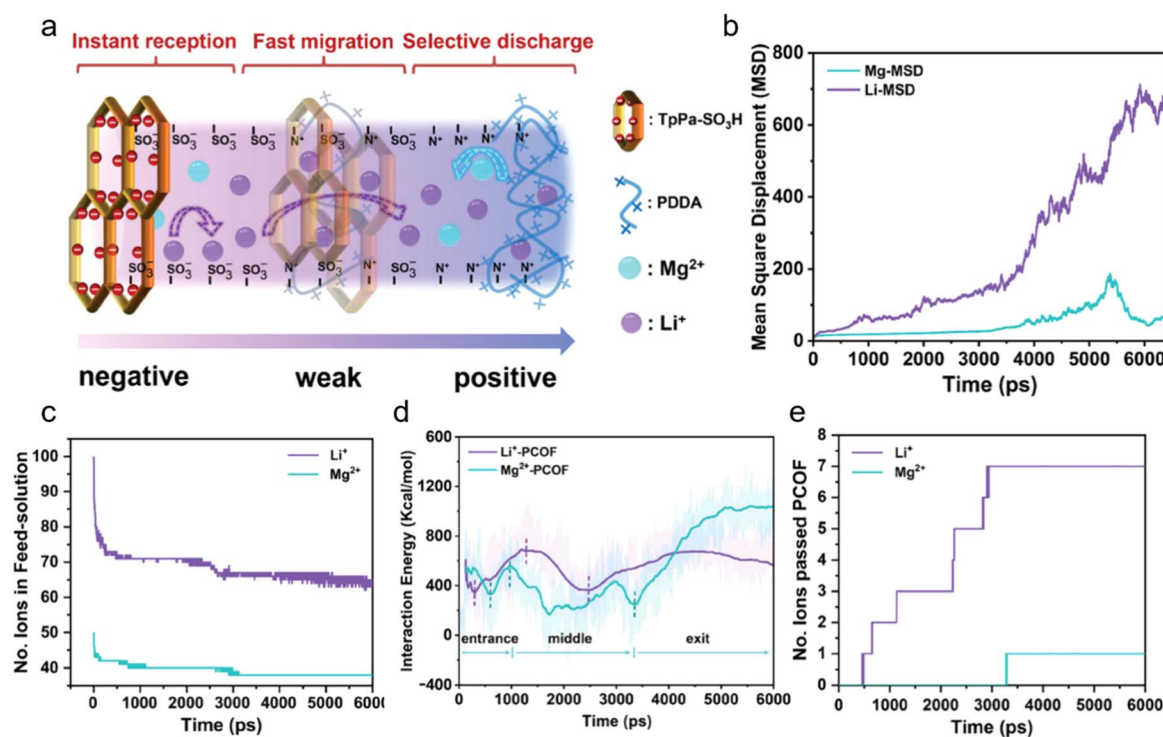 a
Instant reception Fast migration Selective discharge
SO₃⁻ SO₃⁻ SO₃⁻ SO₃⁻ N⁺ SO₃⁻ N⁺ SO₃⁻ N⁺ N⁺ N⁺ N⁺
SO₃⁻ SO₃⁻ SO₃⁻ SO₃⁻ N⁺ SO₃⁻ N⁺ SO₃⁻ N⁺ N⁺ N⁺ N⁺
negative weak positive
: TpPa-SO₃H
: PDDA
: Mg²⁺
: Li⁺
b
Mg-MSD
Li-MSD
Mean Square Displacement (MSD)
800
600
400
200
0
0 1000 2000 3000 4000 5000 6000
Time (ps)
c
Li⁺
Mg²⁺
No. Ions in Feed-solution
100
90
80
70
60
50
40
0 1000 2000 3000 4000 5000 6000
Time (ps)
d
Li⁺-PCOF
Mg²⁺-PCOF
Interaction Energy (Kcal/mol)
600
1000
600
400
0
−400
entrance middle exit
0 1000 2000 3000 4000 5000 6000
Time (ps)
e
Li⁺
Mg²⁺
No. Ions passed PCOF
8
7
6
5
4
3
2
1
0
0 1000 2000 3000 4000 5000 6000
Time (ps)